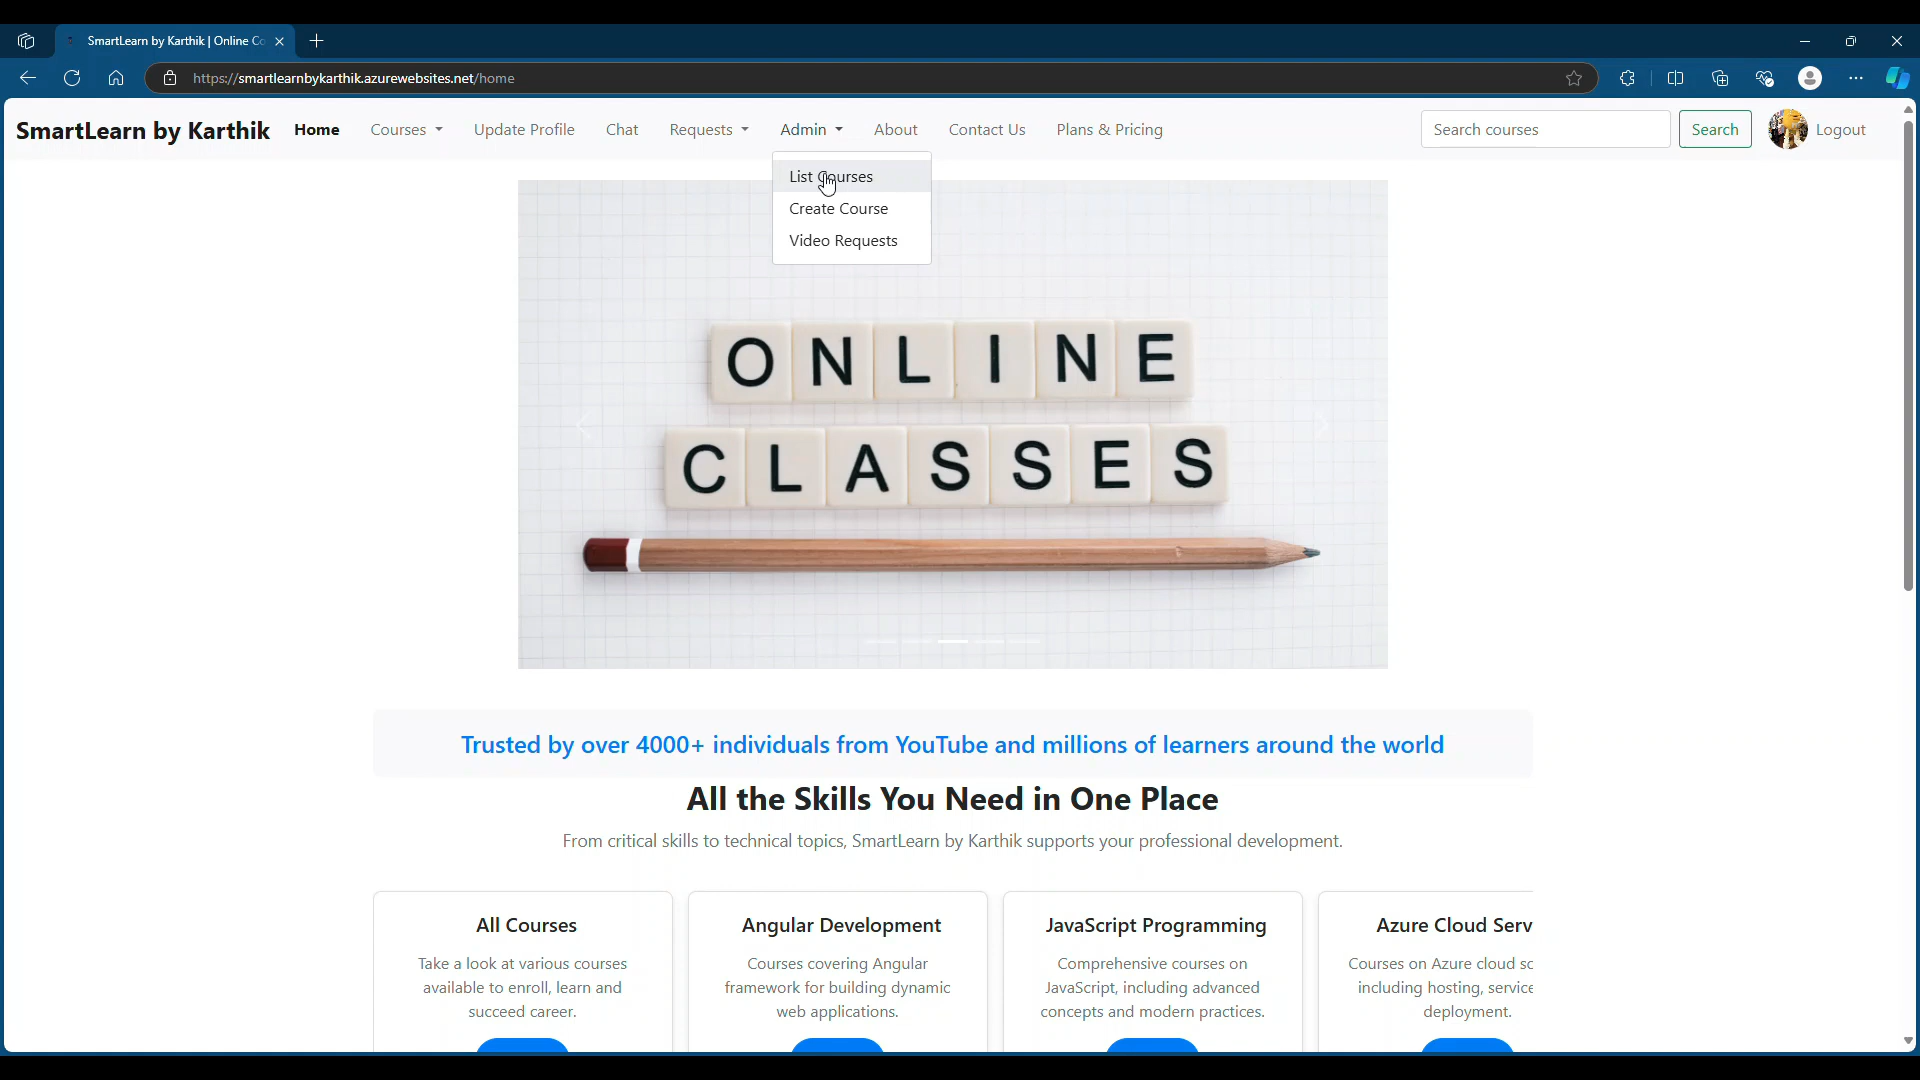 SmartLearn by Karthik | Online Co
https://smartlearnbykarthik.azurewebsites.net/home
SmartLearn by Karthik Home Courses Update Profile Chat Requests Admin About Contact Us Plans & Pricing Search courses Search Logout
List Courses
Create Course
Video Requests
ONLINE
CLASSES
Trusted by over 4000+ individuals from YouTube and millions of learners around the world
All the Skills You Need in One Place
From critical skills to technical topics, SmartLearn by Karthik supports your professional development.
All Courses
Take a look at various courses
available to enroll, learn and
succeed career.
Angular Development
Courses covering Angular
framework for building dynamic
web applications.
JavaScript Programming
Comprehensive courses on
JavaScript, including advanced
concepts and modern practices.
Azure Cloud Serv
Courses on Azure cloud sc
including hosting, service
deployment.